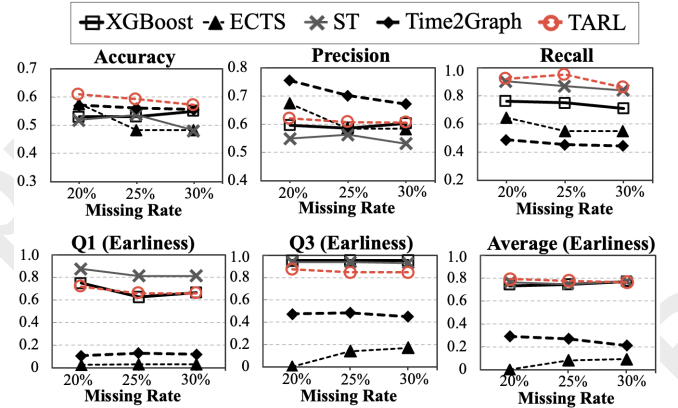 XGBoost ECTS ST Time2Graph TARL
Accuracy Precision Recall
0.7 0.8 1.0
0.6 0.7 0.8
0.5 0.6 0.6
0.4 0.5 0.4
0.3 0.4 0.2
20% 25% 30% 20% 25% 30% 20% 25% 30%
Missing Rate Missing Rate Missing Rate
Q1 (Earliness) Q3 (Earliness) Average (Earliness)
1.0 1.0 1.0
0.8 0.8 0.8
0.6 0.6 0.6
0.4 0.4 0.4
0.2 0.2 0.2
0 0 0
20% 25% 30% 20% 25% 30% 20% 25% 30%
Missing Rate Missing Rate Missing Rate